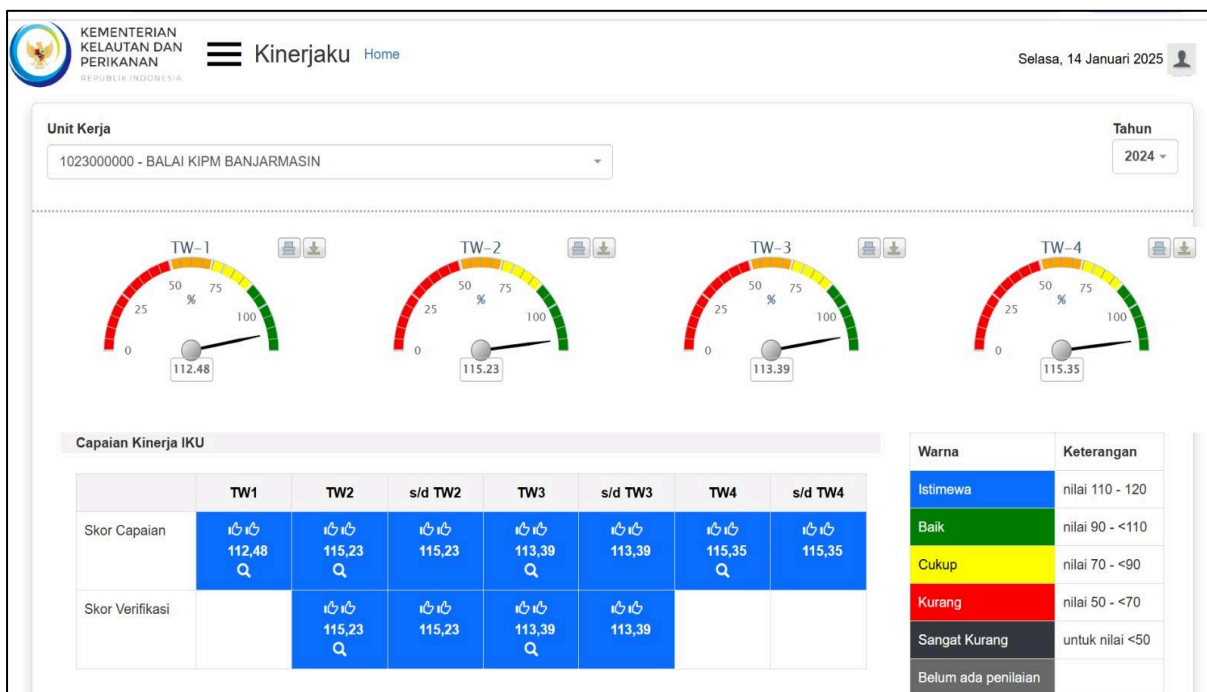 KEMENTERIAN
KELAUTAN DAN
PERIKANAN
REPUBLIK INDONESIA
Kinerjaku Home
Selasa, 14 Januari 2025
Unit Kerja
Tahun
1023000000 - BALAI KIPM BANJARMASIN
2024
TW-1
0 25 50 75 100
%
112.48
TW-2
0 25 50 75 100
%
115.23
TW-3
0 25 50 75 100
%
113.39
TW-4
0 25 50 75 100
%
115.35
Capaian Kinerja IKU
TW1 TW2 s/d TW2 TW3 s/d TW3 TW4 s/d TW4
Skor Capaian 112,48 115,23 115,23 113,39 113,39 115,35 115,35
Skor Verifikasi 115,23 115,23 113,39 113,39
Warna Keterangan
Istimewa nilai 110 - 120
Baik nilai 90 - <110
Cukup nilai 70 - <90
Kurang nilai 50 - <70
Sangat Kurang untuk nilai <50
Belum ada penilaian